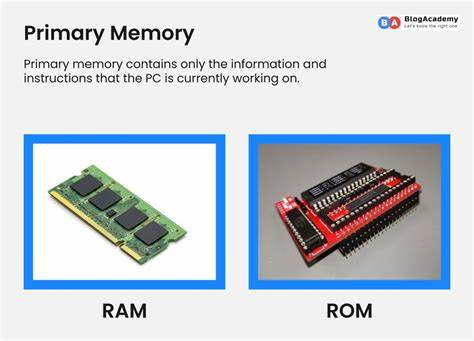 BA BlogAcademy
Let's know the right one
Primary Memory
Primary memory contains only the information and
instructions that the PC is currently working on.
RAM
ROM